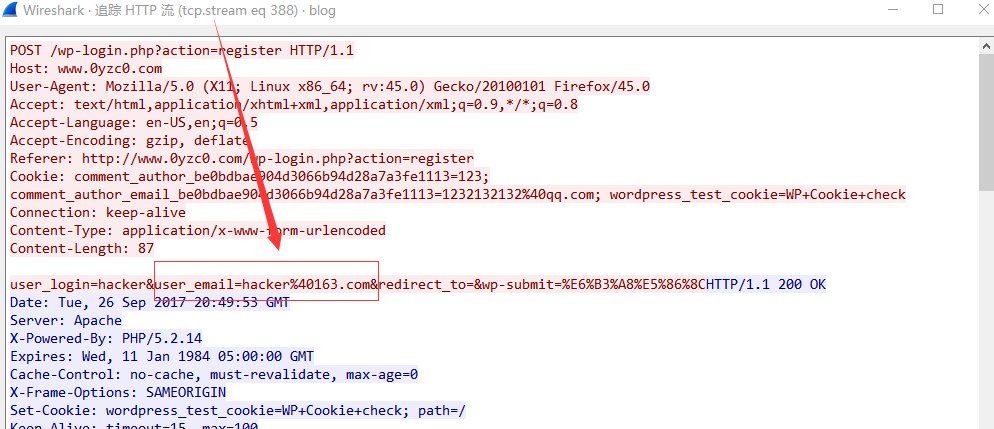 Wireshark · 追踪 HTTP 流 (tcp.stream eq 388) · blog
POST /wp-login.php?action=register HTTP/1.1
Host: www.0yzc0.com
User-Agent: Mozilla/5.0 (X11; Linux x86_64; rv:45.0) Gecko/20100101 Firefox/45.0
Accept: text/html,application/xhtml+xml,application/xml;q=0.9,*/*;q=0.8
Accept-Language: en-US,en;q=0.5
Accept-Encoding: gzip, deflate
Referer: http://www.0yzc0.com/wp-login.php?action=register
Cookie: comment_author_be0bdbae904d3066b94d28a7a3fe1113=123;
comment_author_email_be0bdbae904d3066b94d28a7a3fe1113=1232132132%40qq.com; wordpress_test_cookie=WP+Cookie+check
Connection: keep-alive
Content-Type: application/x-www-form-urlencoded
Content-Length: 87
user_login=hacker&user_email=hacker%40163.com&redirect_to=&wp-submit=%E6%B3%A8%E5%86%8CHTTP/1.1 200 OK
Date: Tue, 26 Sep 2017 20:49:53 GMT
Server: Apache
X-Powered-By: PHP/5.2.14
Expires: Wed, 11 Jan 1984 05:00:00 GMT
Cache-Control: no-cache, must-revalidate, max-age=0
X-Frame-Options: SAMEORIGIN
Set-Cookie: wordpress_test_cookie=WP+Cookie+check; path=/
Keep-Alive: timeout=15, max=100